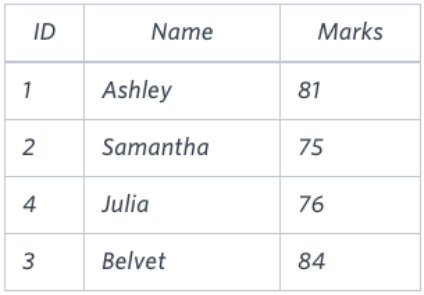 ID Name Marks
1 Ashley 81
2 Samantha 75
4 Julia 76
3 Belvet 84